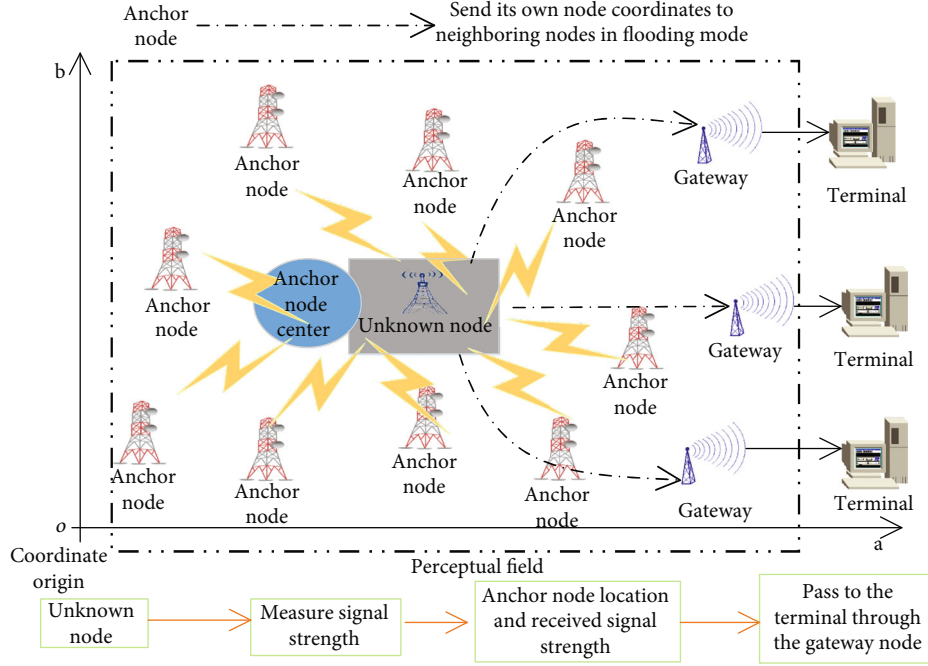 Anchor
node
Send its own node coordinates to
neighboring nodes in flooding mode
b
Anchor
node
Anchor
node
Anchor
node
Gateway
Terminal
Anchor
node
Anchor
node
center
Unknown node
Anchor
node
Gateway
Terminal
Anchor
node
Anchor
node
Anchor
node
Anchor
node
Gateway
Terminal
o
a
Coordinate
origin
Perceptual field
Unknown
node
Measure signal
strength
Anchor node location
and received signal
strength
Pass to the
terminal through
the gateway node